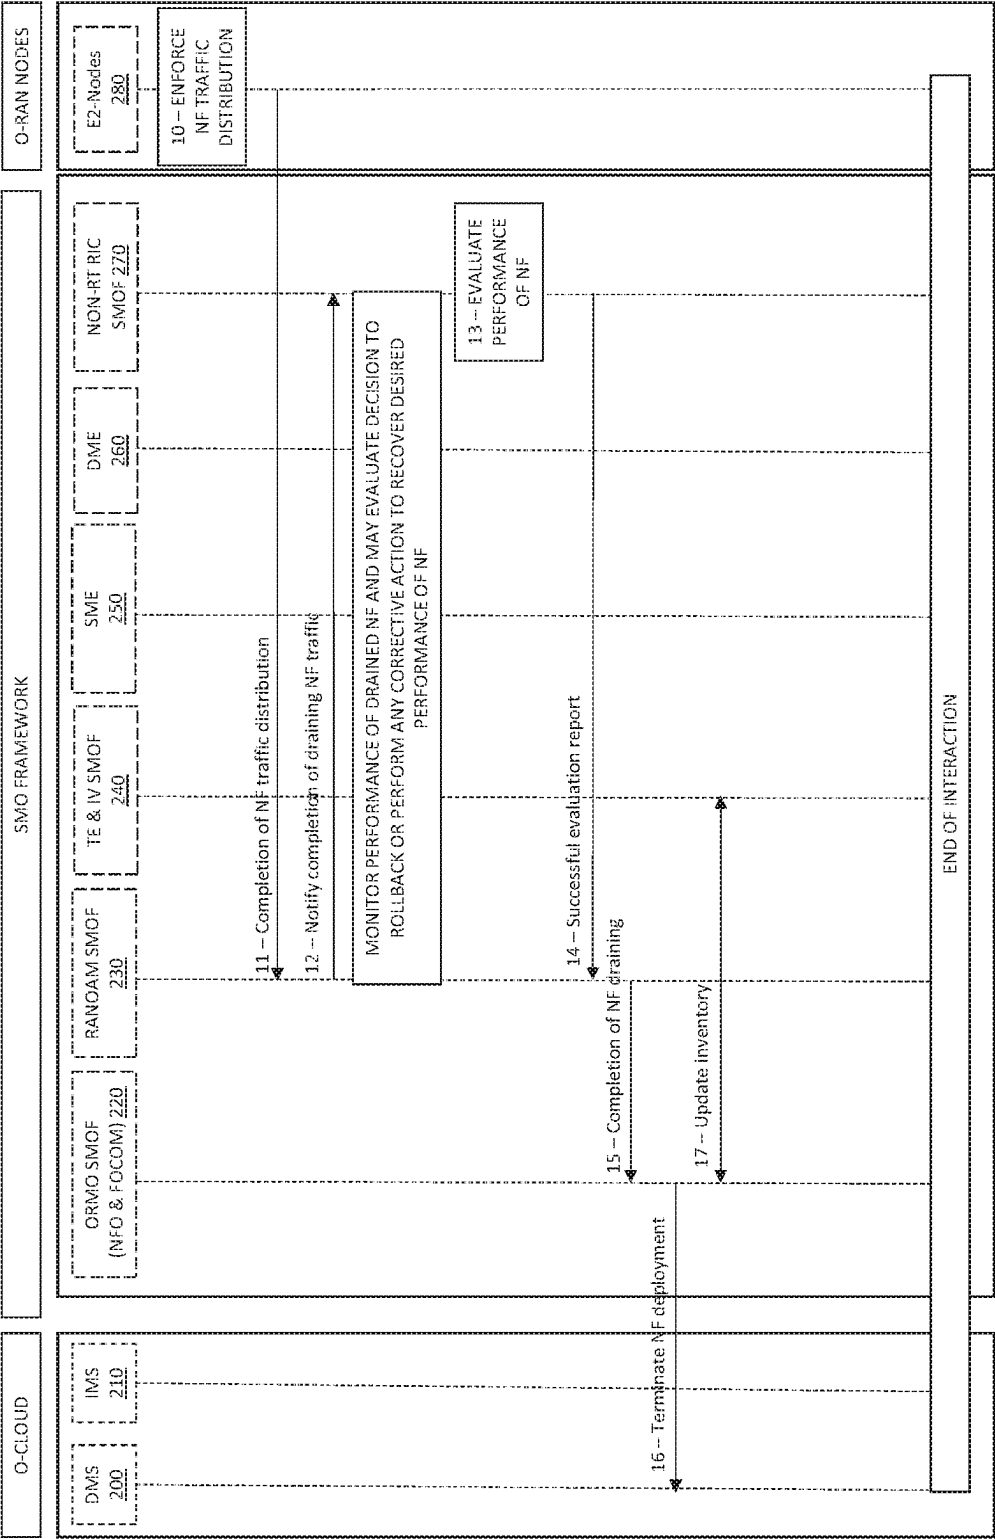 O-CLOUD
SMO FRAMEWORK
O-RAN NODES
DMS
200
IMS
210
ORMO SMOF
(NFO & FOCOM) 220
RANOAM SMOF
230
TE & IV SMOF
240
SME
250
DME
260
NON-RT RIC
SMOF 270
E2-Nodes
280
10 – ENFORCE
NF TRAFFIC
DISTRIBUTION
11 – Completion of NF traffic distribution
12 – Notify completion of draining NF traffic
MONITOR PERFORMANCE OF DRAINED NF AND MAY EVALUATE DECISION TO
ROLLBACK OR PERFORM ANY CORRECTIVE ACTION TO RECOVER DESIRED
PERFORMANCE OF NF
13 – EVALUATE
PERFORMANCE
OF NF
14 – Successful evaluation report
15 – Completion of NF draining
16 – Terminate NF deployment
17 – Update inventory
END OF INTERACTION